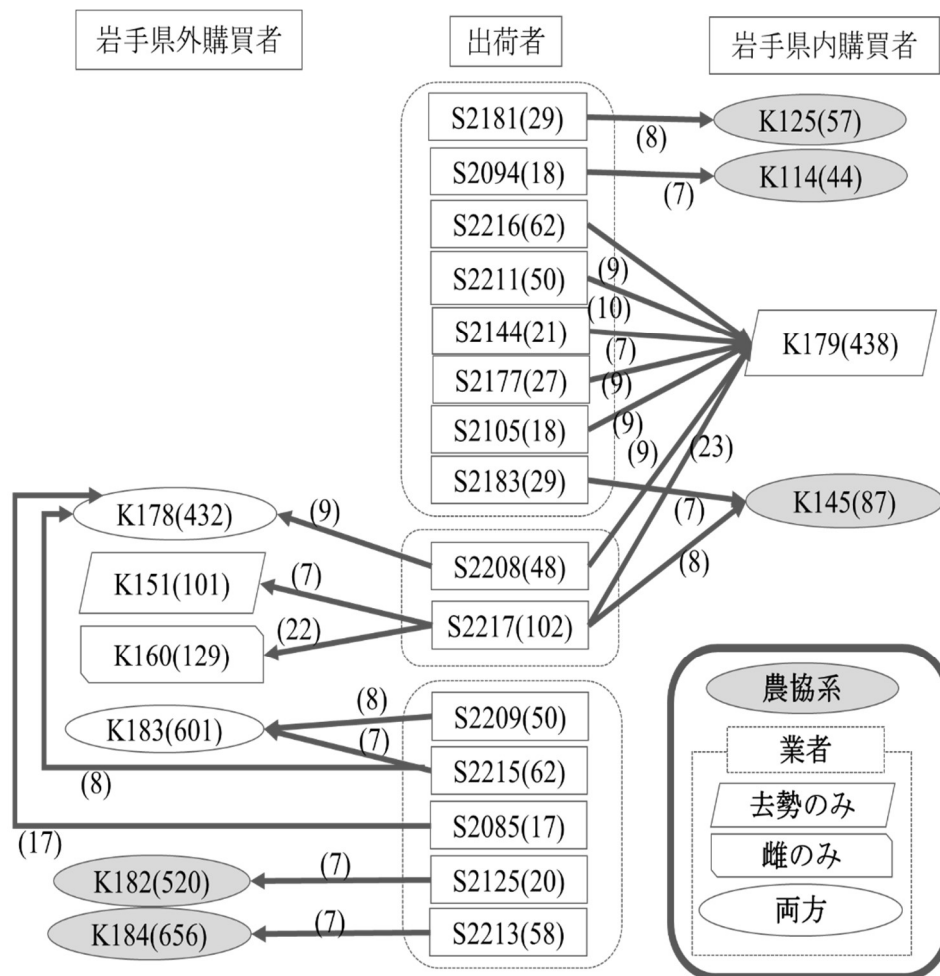 岩手県外購買者
出荷者
岩手県内購買者
S2181(29)
(8)
K125(57)
S2094(18)
(7)
K114(44)
S2216(62)
(9)
S2211(50)
(10)
S2144(21)
(7)
K179(438)
S2177(27)
(9)
S2105(18)
(9)
(9)
(23)
S2183(29)
(7)
K145(87)
K178(432)
(9)
S2208(48)
(8)
K151(101)
(7)
S2217(102)
K160(129)
(22)
K183(601)
(8)
S2209(50)
(7)
S2215(62)
(8)
S2085(17)
(17)
K182(520)
(7)
S2125(20)
K184(656)
(7)
S2213(58)
農協系
業者
去勢のみ
雌のみ
両方